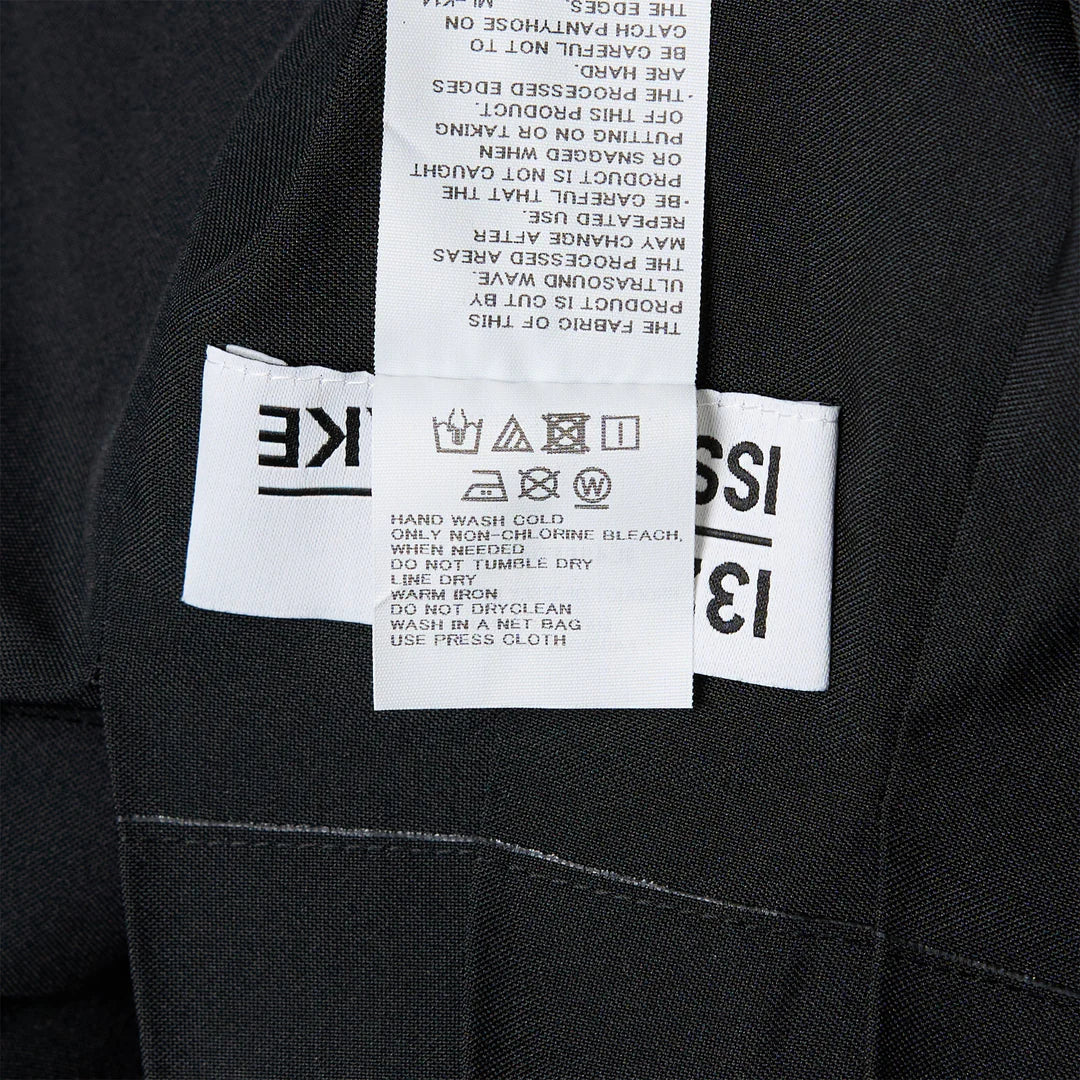 THE FABRIC OF THIS
PRODUCT IS CUT BY
ULTRASOUND WAVE.
THE PROCESSED AREAS
MAY CHANGE AFTER
REPEATED USE.
・BE CAREFUL THAT THE
PRODUCT IS NOT CAUGHT
OR SNAGGED WHEN
PUTTING ON OR TAKING
OFF THIS PRODUCT.
・THE PROCESSED EDGES
ARE HARD.
BE CAREFUL NOT TO
CATCH PANTYHOSE ON
THE EDGES.
W
HAND WASH COLD
ONLY NON-CHLORINE BLEACH,
WHEN NEEDED
DO NOT TUMBLE DRY
LINE DRY
WARM IRON
DO NOT DRYCLEAN
WASH IN A NET BAG
USE PRESS CLOTH